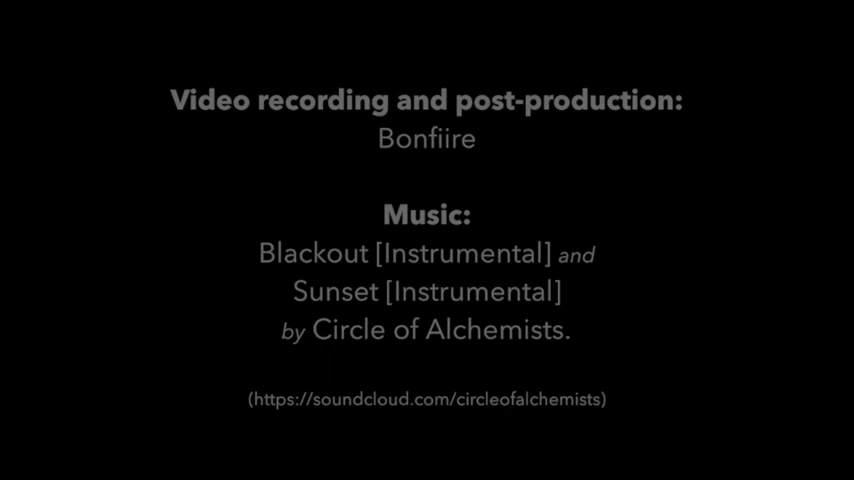 Video recording and post-production:
Bonfiire
Music:
Blackout [Instrumental] and
Sunset [Instrumental]
by Circle of Alchemists.
(https://soundcloud.com/circleofalchemists)